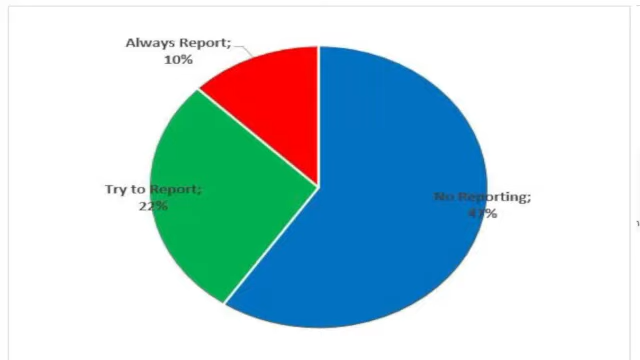 Always Report;
10%
Try to Report;
22%
No Reporting;
47%